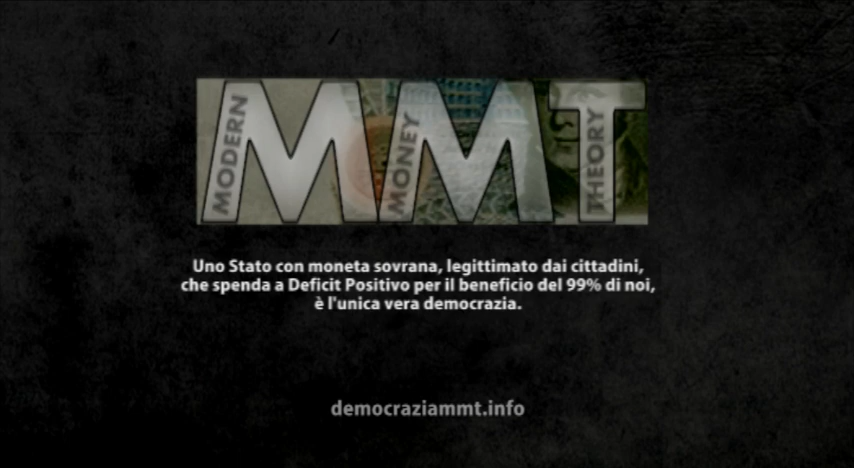 MMT
MODERN
MONEY
THEORY
Uno Stato con moneta sovrana, legittimato dai cittadini,
che spenda a Deficit Positivo per il beneficio del 99% di noi,
è l'unica vera democrazia.
democraziammt.info